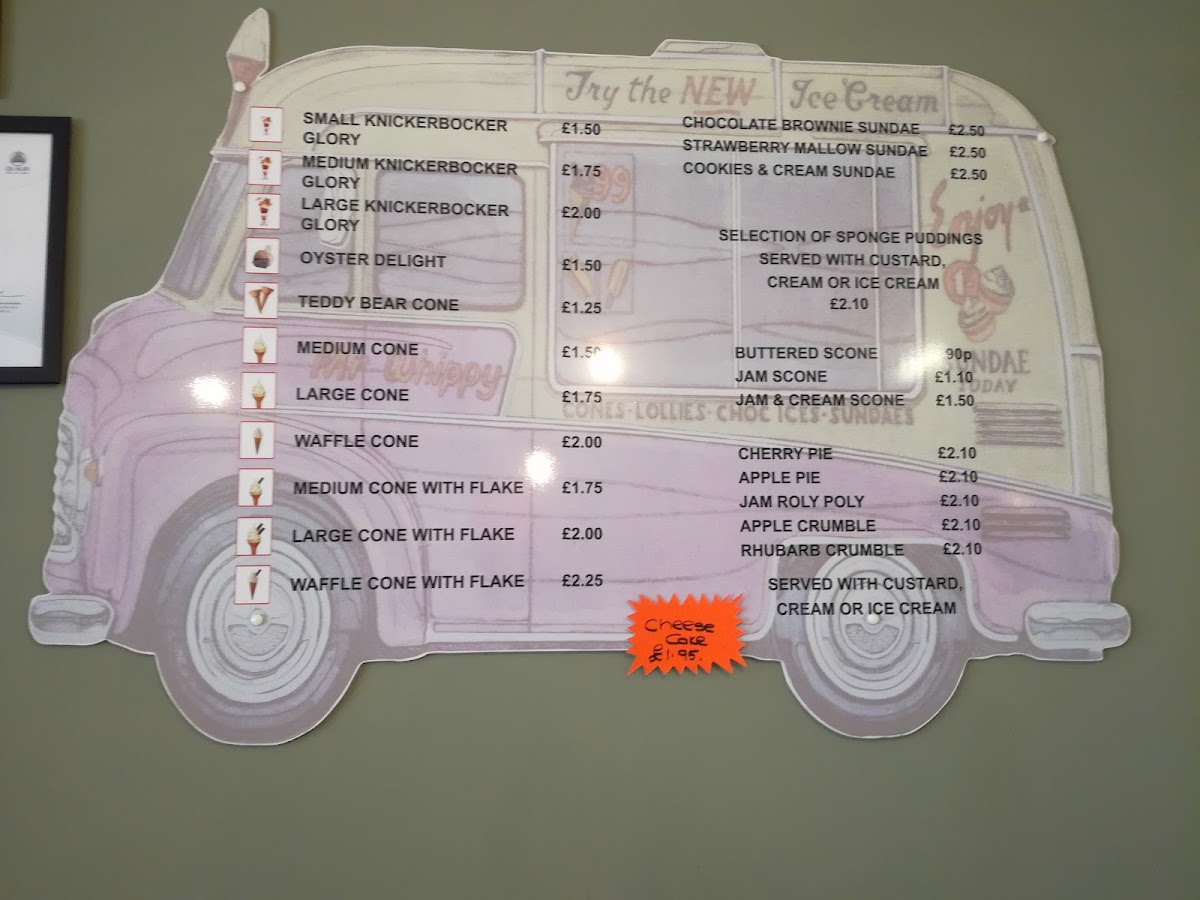 Try the NEW Ice Cream
SMALL KNICKERBOCKER
GLORY £1.50
MEDIUM KNICKERBOCKER
GLORY £1.75
LARGE KNICKERBOCKER
GLORY £2.00
OYSTER DELIGHT £1.50
TEDDY BEAR CONE £1.25
MEDIUM CONE £1.50
LARGE CONE £1.75
WAFFLE CONE £2.00
MEDIUM CONE WITH FLAKE £1.75
LARGE CONE WITH FLAKE £2.00
WAFFLE CONE WITH FLAKE £2.25
Mr Whippy
99
CONES·LOLLIES·CHOC ICES·SUNDAES
CHOCOLATE BROWNIE SUNDAE £2.50
STRAWBERRY MALLOW SUNDAE £2.50
COOKIES & CREAM SUNDAE £2.50
SELECTION OF SPONGE PUDDINGS
SERVED WITH CUSTARD,
CREAM OR ICE CREAM
£2.10
BUTTERED SCONE 90p
JAM SCONE £1.10
JAM & CREAM SCONE £1.50
CHERRY PIE £2.10
APPLE PIE £2.10
JAM ROLY POLY £2.10
APPLE CRUMBLE £2.10
RHUBARB CRUMBLE £2.10
SERVED WITH CUSTARD,
CREAM OR ICE CREAM
Enjoy a
TODAY
Cheese
Cake
£1.95.